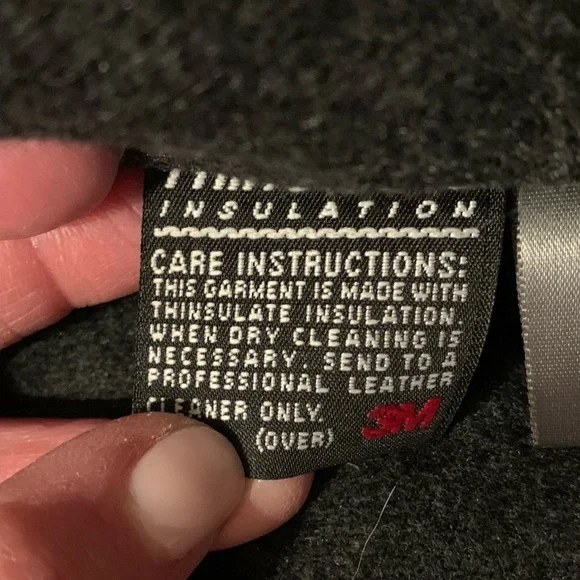 INSULATION
CARE INSTRUCTIONS:
THIS GARMENT IS MADE WITH
THINSULATE INSULATION
WHEN DRY CLEANING IS
NECESSARY. SEND TO A
PROFESSIONAL LEATHER
CLEANER ONLY.
(OVER)
3M